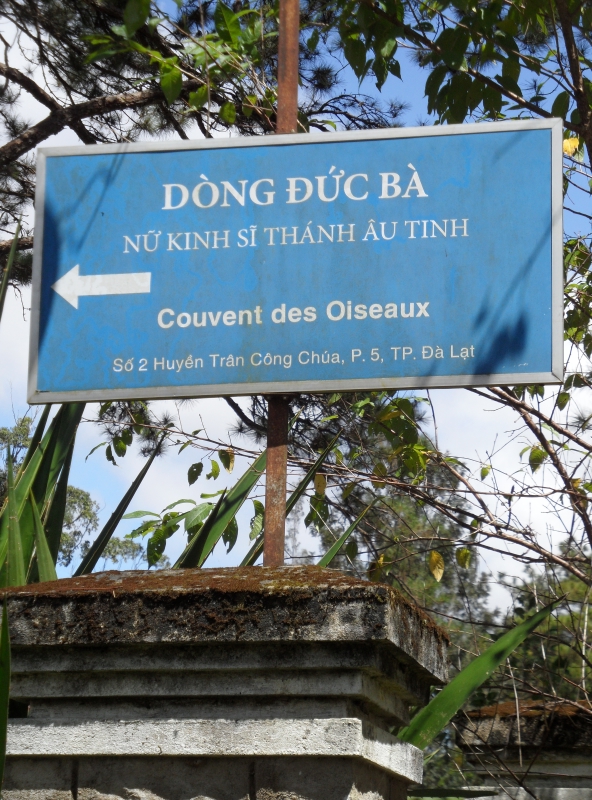 DÒNG ĐỨC BÀ
NỮ KINH SĨ THÁNH ÂU TINH
Couvent des Oiseaux
Số 2 Huyền Trân Công Chúa, P. 5, TP. Đà Lạt